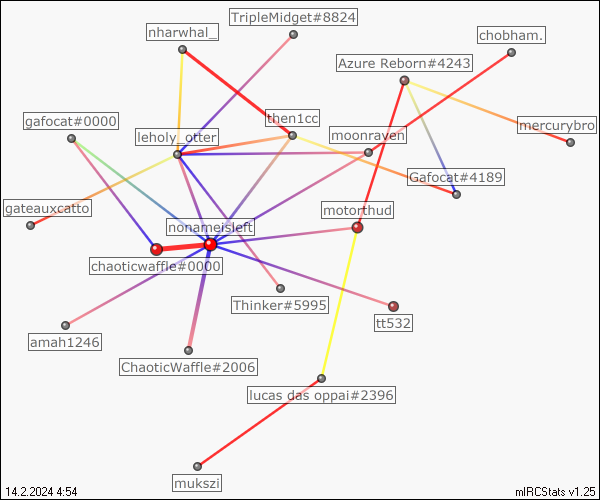 TripleMidget#8824
nharwhal_
chobham.
Azure Reborn#4243
gafocat#0000
then1cc
mercurybro
leholy_otter
moonraven
Gafocat#4189
gateauxcatto
motorthud
nonameisleft
chaoticwaffle#0000
Thinker#5995
tt532
amah1246
ChaoticWaffle#2006
lucas das oppai#2396
mukszi
14.2.2024 4:54
mIRCStats v1.25